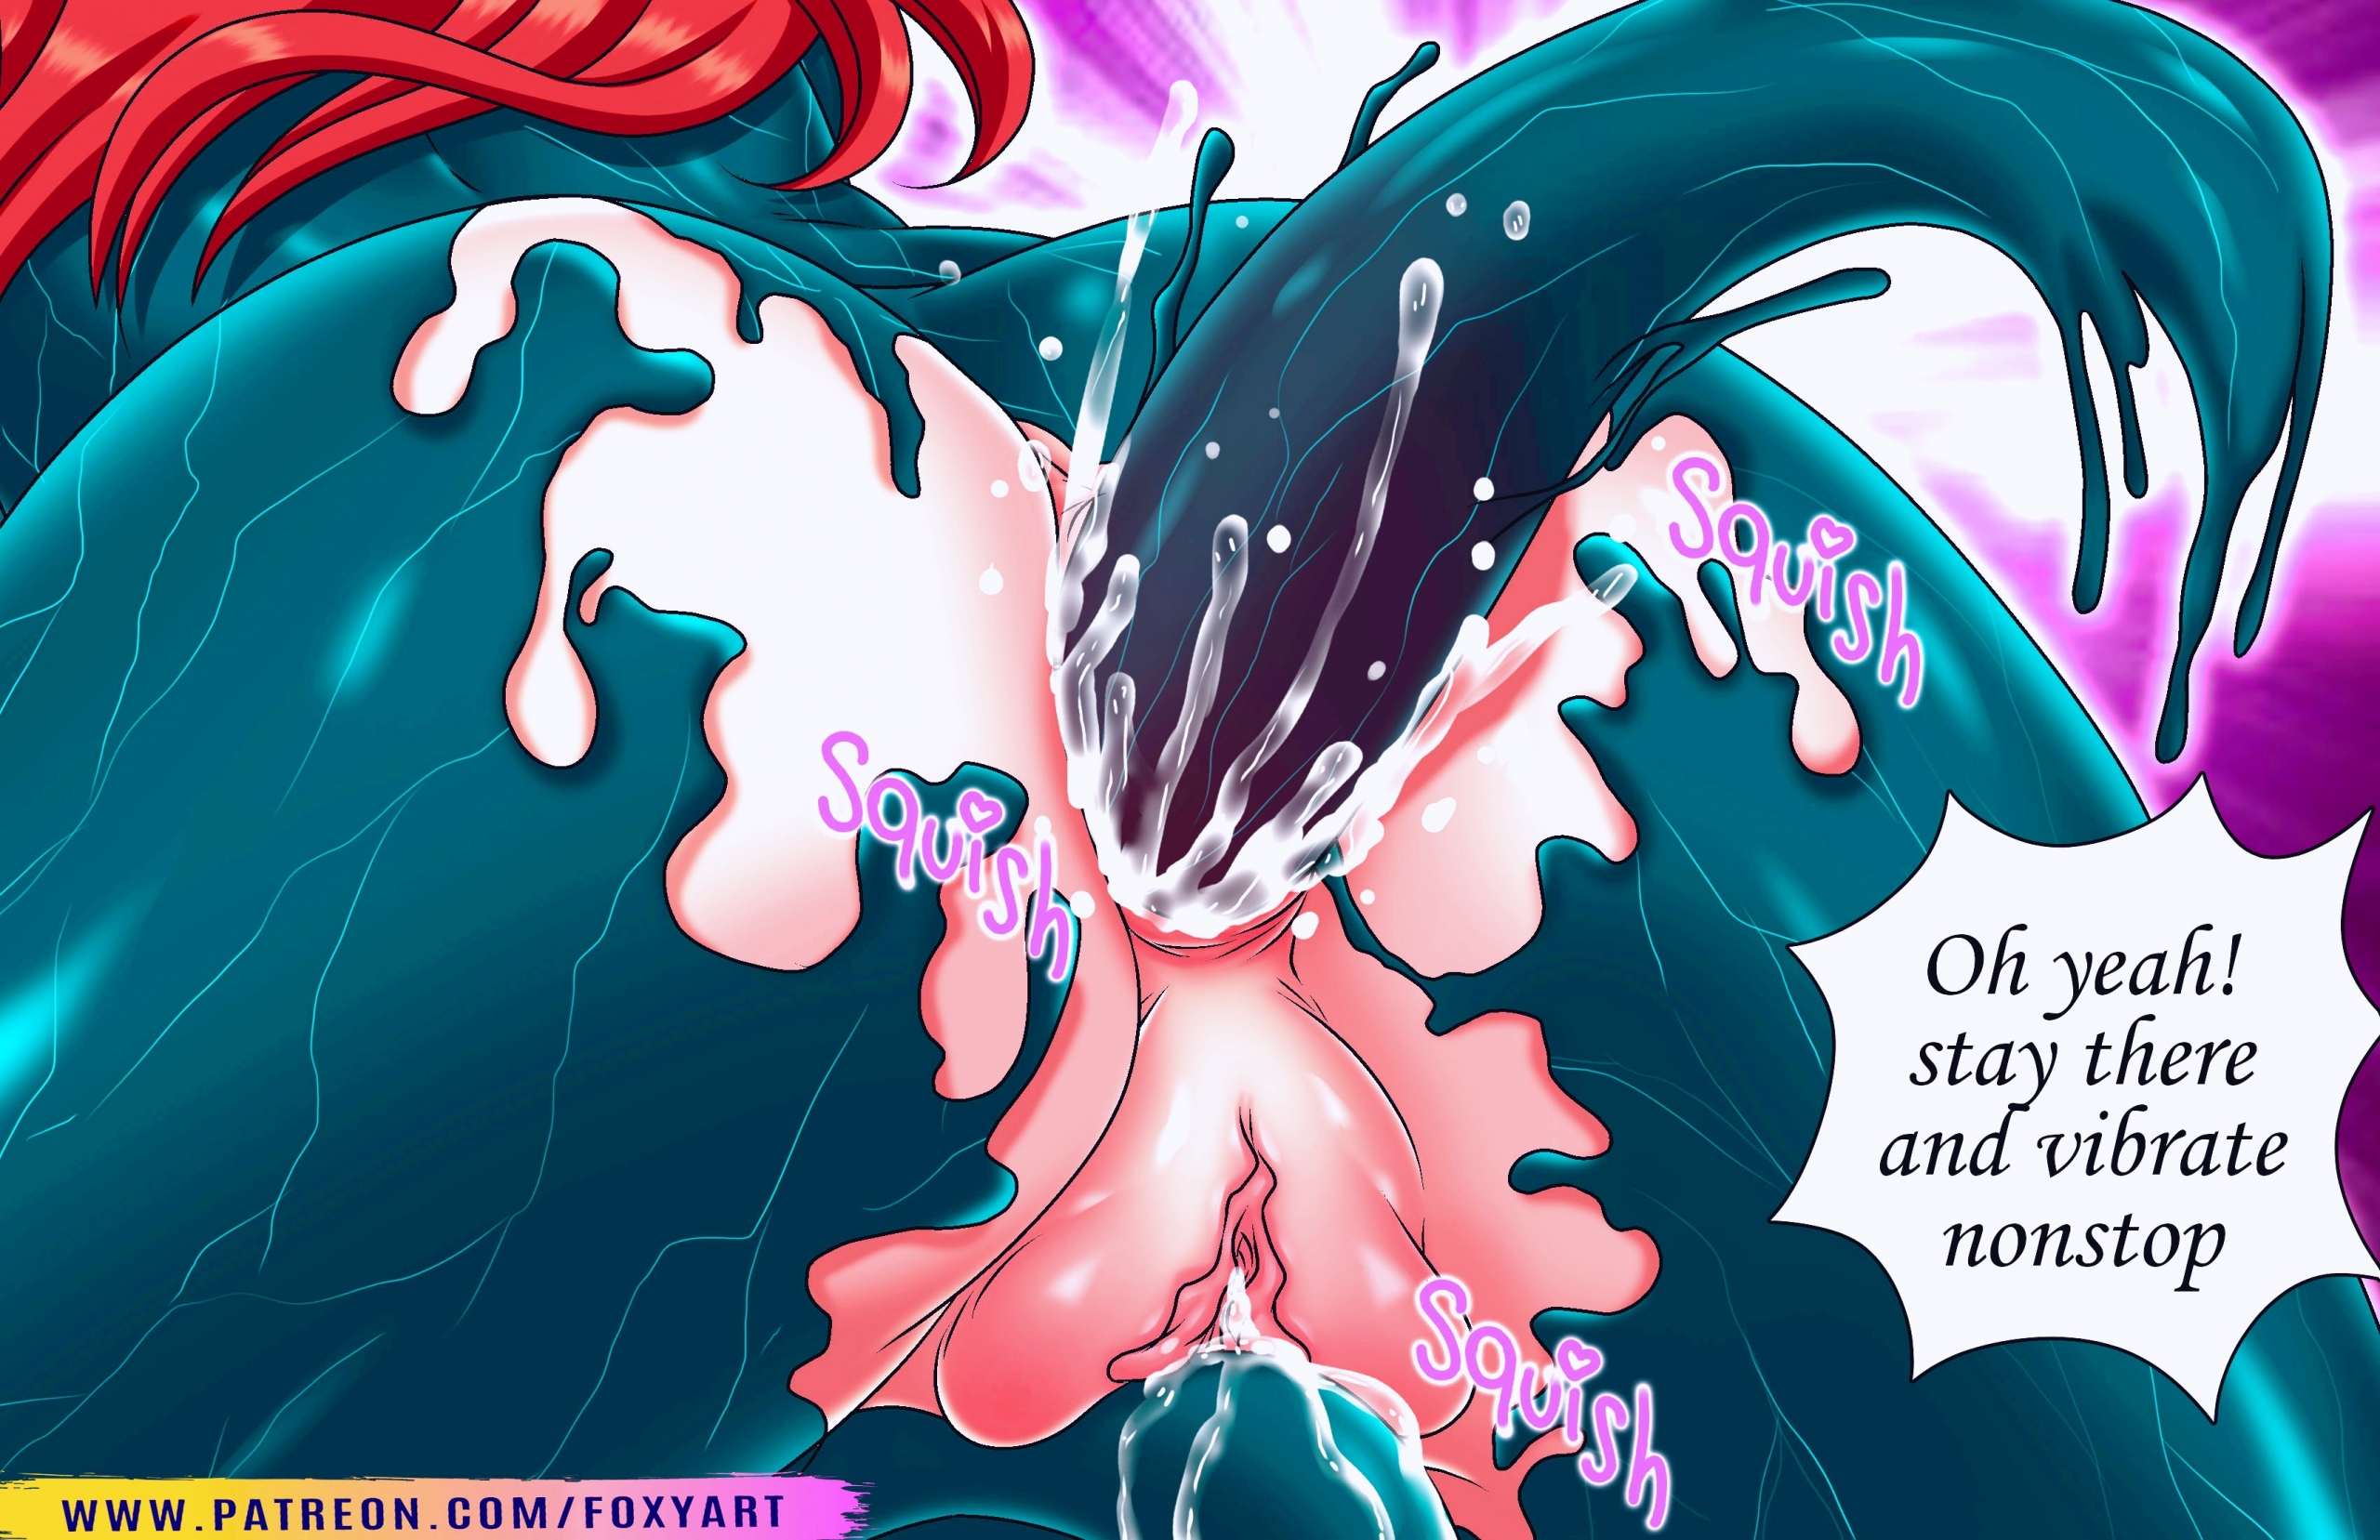 Squish
Squish
Oh yeah!
stay there
and vibrate
nonstop
Squish
WWW.PATREON.COM/FOXYART